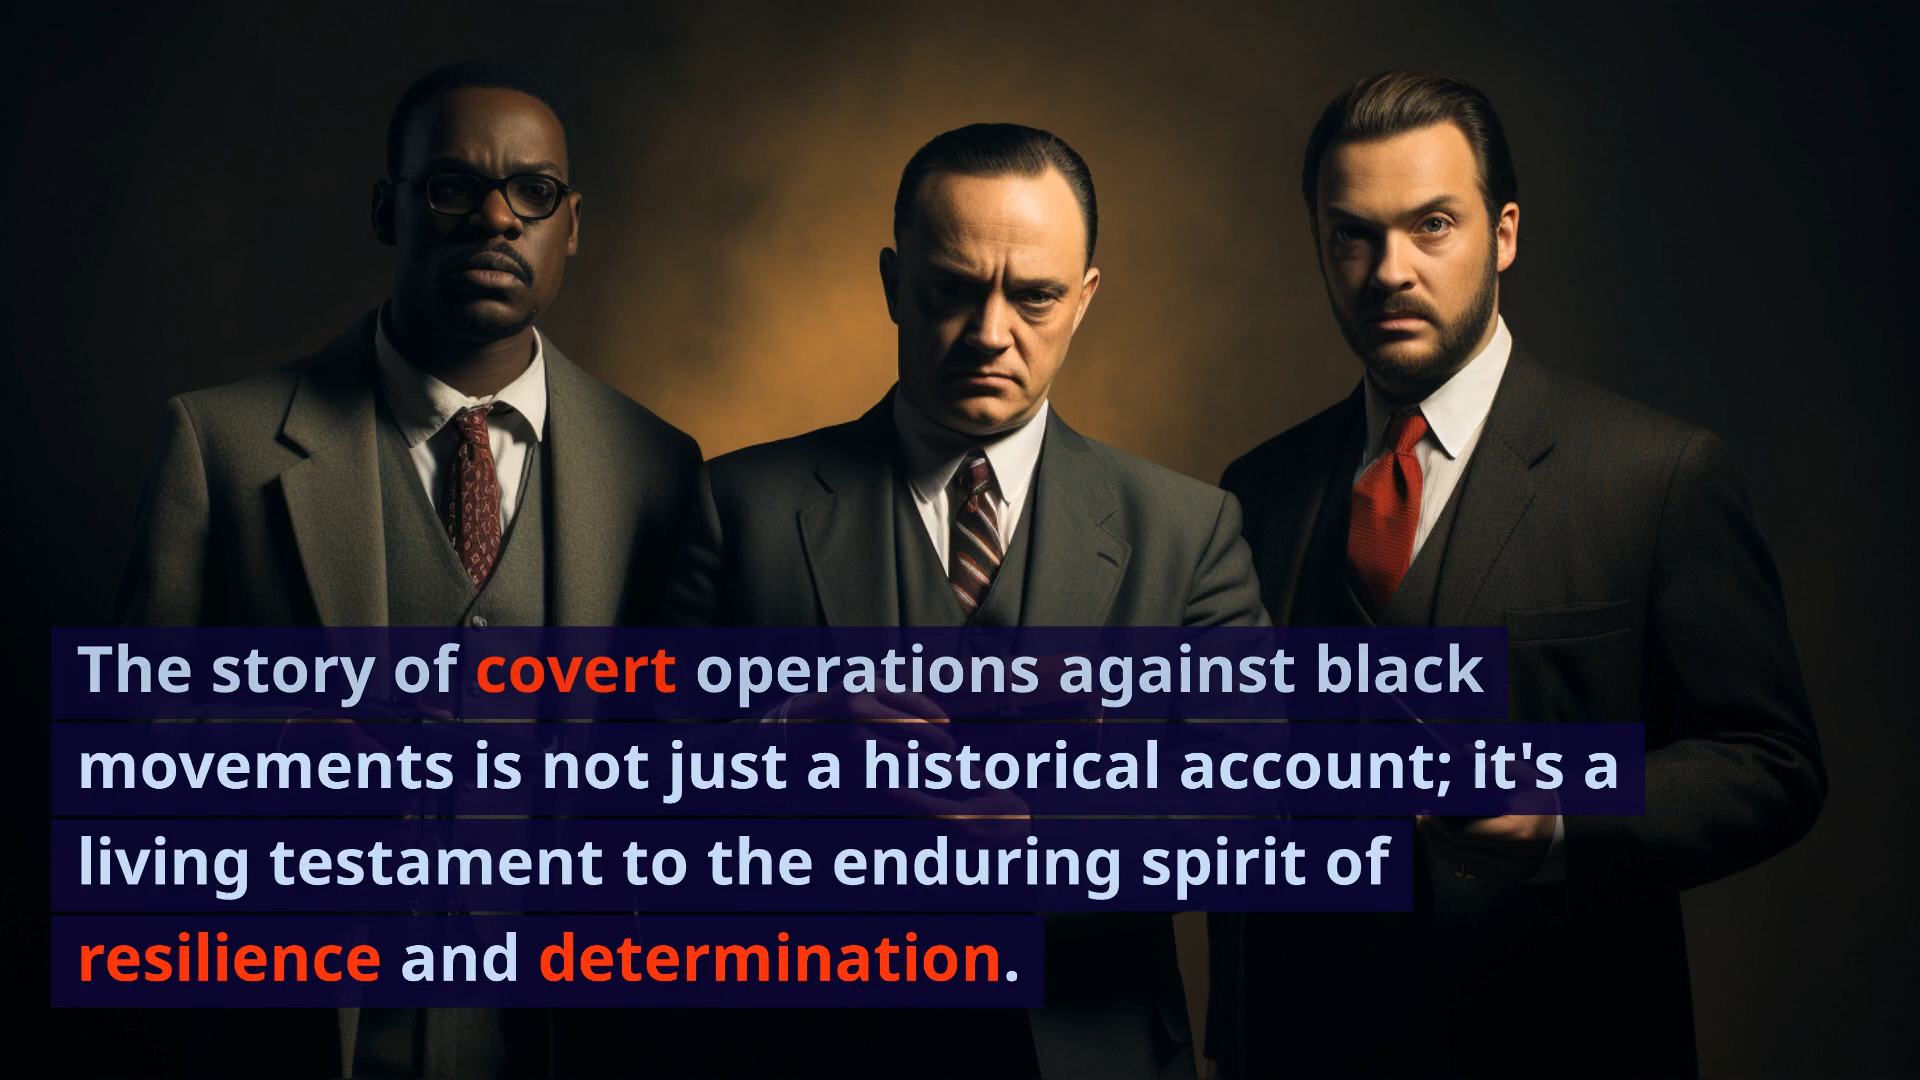 The story of covert operations against black
movements is not just a historical account; it's a
living testament to the enduring spirit of
resilience and determination.